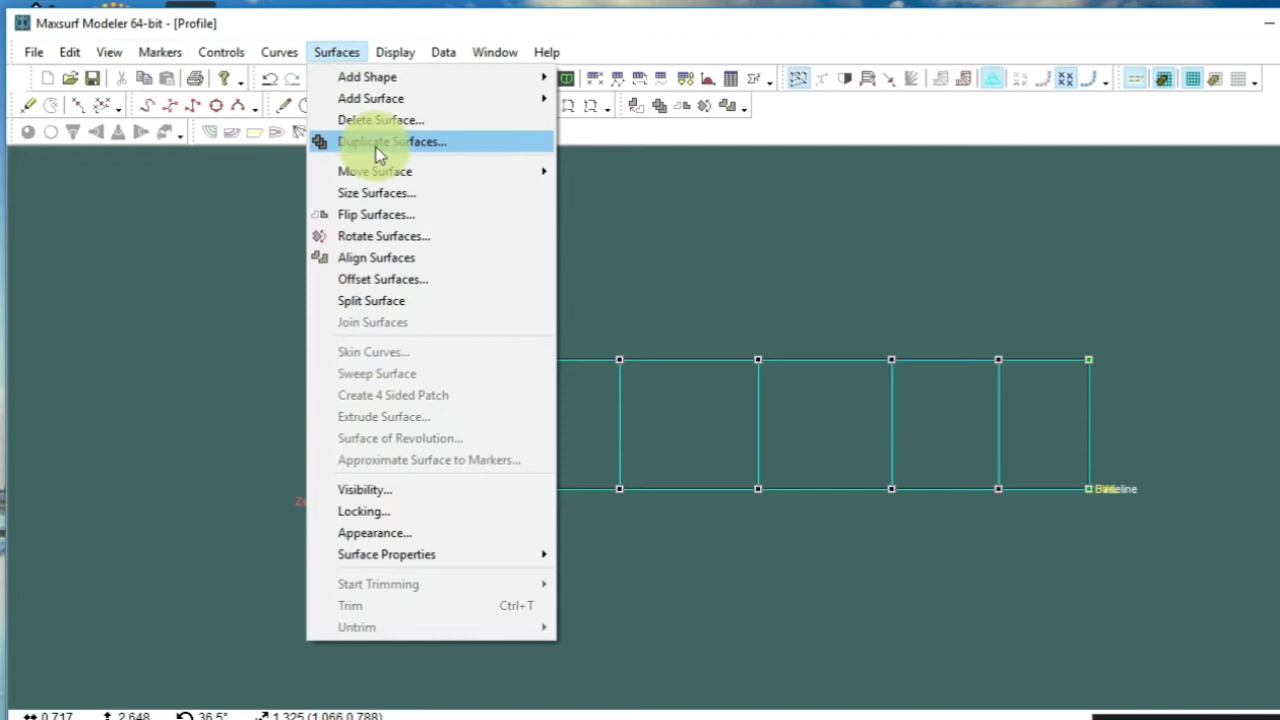 Maxsurf Modeler 64-bit - [Profile]
File Edit View Markers Controls Curves Surfaces Display Data Window Help
Add Shape
Add Surface
Delete Surface...
Duplicate Surfaces...
Move Surface
Size Surfaces...
Flip Surfaces...
Rotate Surfaces...
Align Surfaces
Offset Surfaces...
Split Surface
Join Surfaces
Skin Curves...
Sweep Surface
Create 4 Sided Patch
Extrude Surface...
Surface of Revolution...
Approximate Surface to Markers...
Visibility...
Locking...
Appearance...
Surface Properties
Start Trimming
Trim Ctrl+T
Untrim
Ze
Baseline
0.717 2.648 36.5° 1.325 (1.066,0.788)